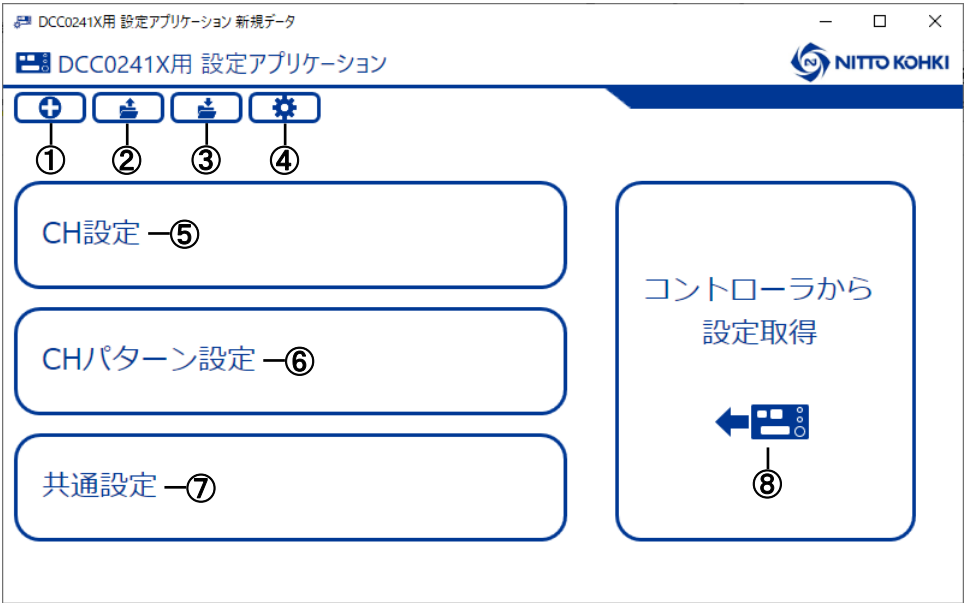 DCC0241X用 設定アプリケーション 新規データ
DCC0241X用 設定アプリケーション
NITTO KOHKI
① ② ③ ④
CH設定 ⑤
CHパターン設定 ⑥
共通設定 ⑦
コントローラから
設定取得
⑧